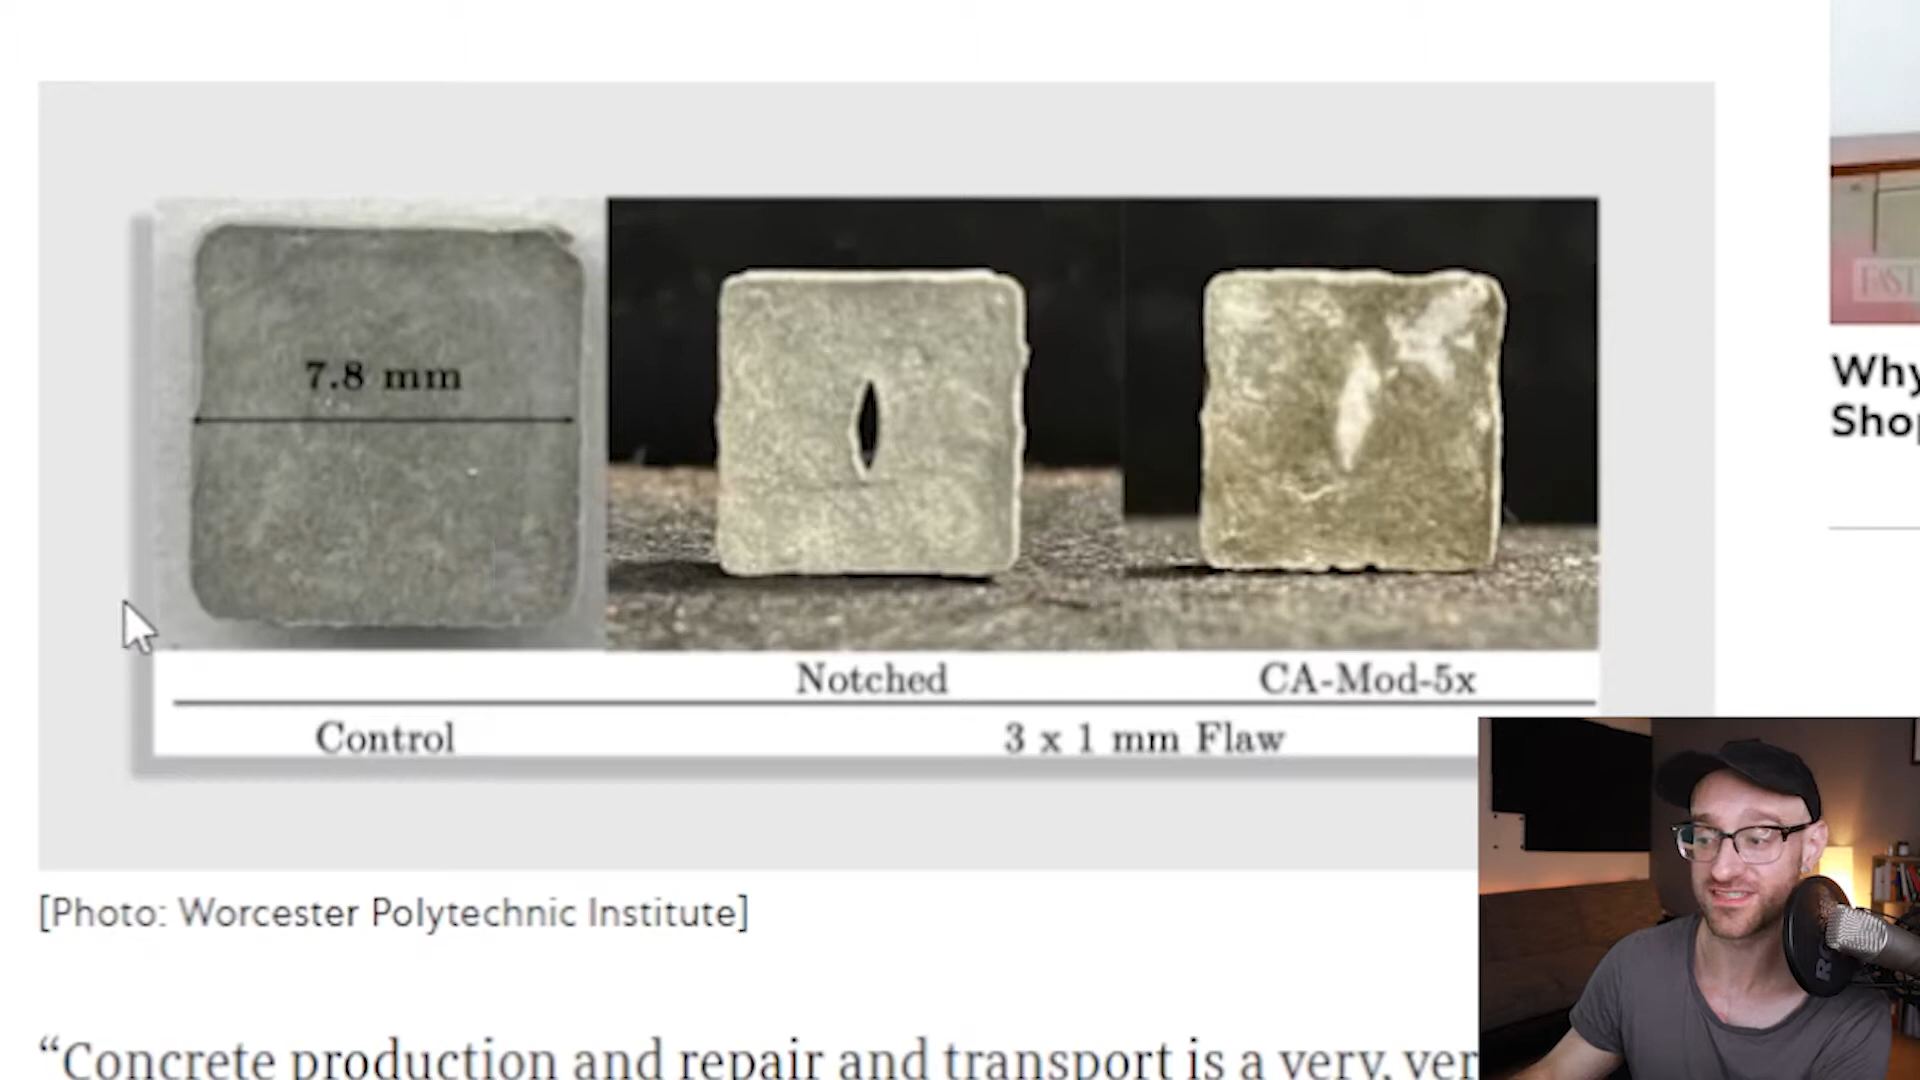 7.8 mm
Notched
CA-Mod-5x
Control
3 x 1 mm Flaw
[Photo: Worcester Polytechnic Institute]
“Concrete production and repair and transport is a very, ver
FAST
Why
Sho